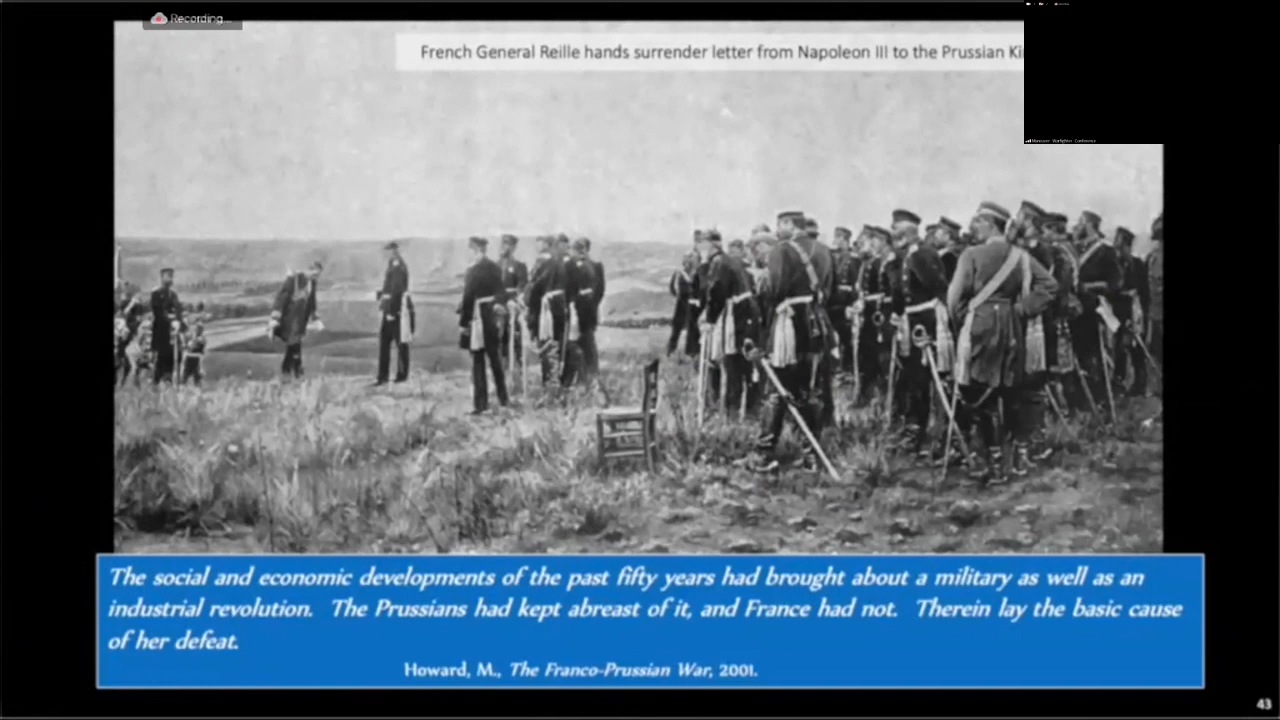 Recording...
French General Reille hands surrender letter from Napoleon III to the Prussian
Maneuver Warfighter Conference
The social and economic developments of the past fifty years had brought about a military as well as an
industrial revolution. The Prussians had kept abreast of it, and France had not. Therein lay the basic cause
of her defeat.
Howard, M., The Franco-Prussian War, 2001.
43